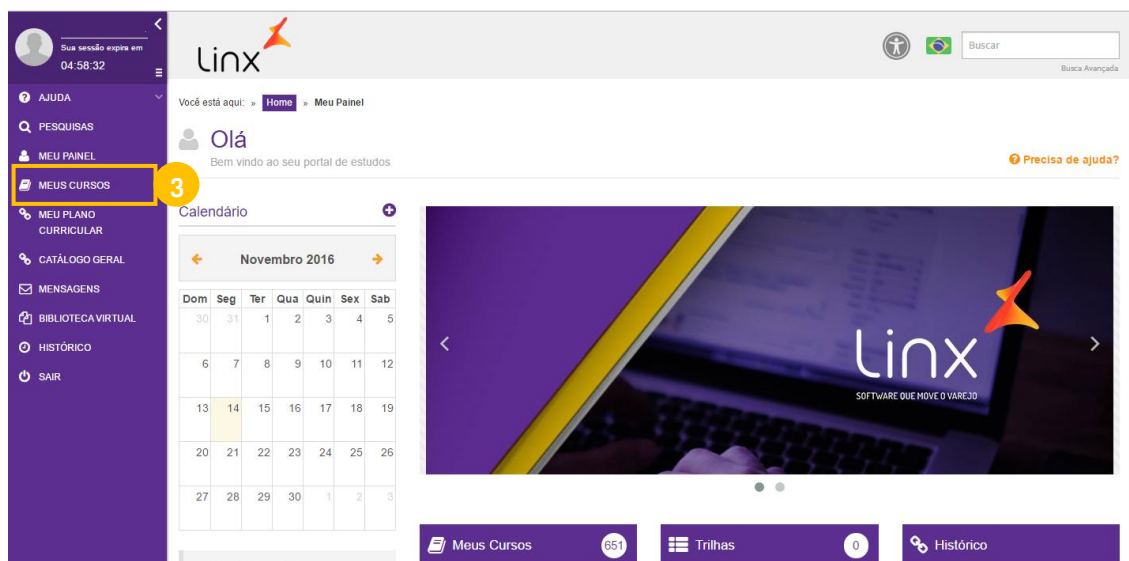 Sua sessão expira em
04:58:32
AJUDA
PESQUISAS
MEU PAINEL
MEUS CURSOS
3
MEU PLANO
CURRICULAR
CATÁLOGO GERAL
MENSAGENS
BIBLIOTECA VIRTUAL
HISTÓRICO
SAIR
Linx
Buscar
Busca Avançada
Você está aqui: » Home » Meu Painel
Olá
Bem vindo ao seu portal de estudos
Precisa de ajuda?
Calendário
Novembro 2016
Dom Seg Ter Qua Quin Sex Sab
30 31 1 2 3 4 5
6 7 8 9 10 11 12
13 14 15 16 17 18 19
20 21 22 23 24 25 26
27 28 29 30 1 2 3
Linx
SOFTWARE QUE MOVE O VAREJO
Meus Cursos 651
Trilhas 0
Histórico